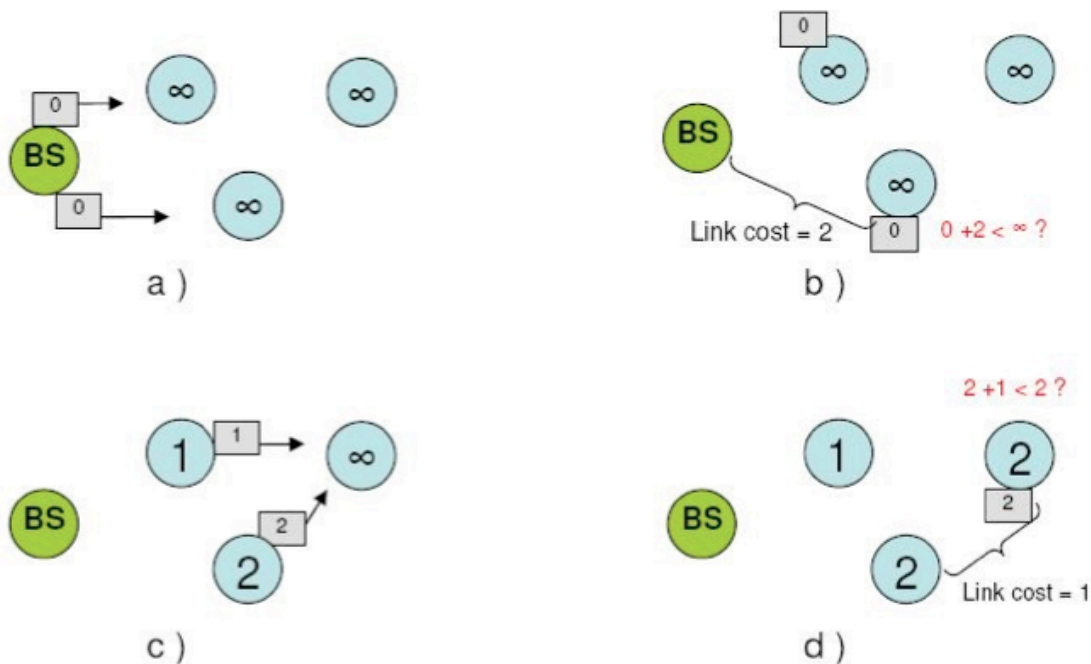 0
∞
∞
BS
0
∞
a )
0
∞
∞
BS
∞
Link cost = 2
0
0 +2 < ∞ ?
b )
1
1
∞
BS
2
2
c )
2 +1 < 2 ?
1
2
2
BS
2
Link cost = 1
d )